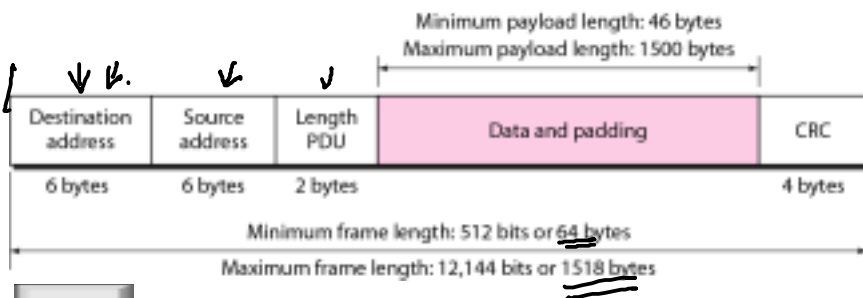 Minimum payload length: 46 bytes
Maximum payload length: 1500 bytes
Destination address
Source address
Length PDU
Data and padding
CRC
6 bytes
6 bytes
2 bytes
4 bytes
Minimum frame length: 512 bits or 64 bytes
Maximum frame length: 12,144 bits or 1518 bytes